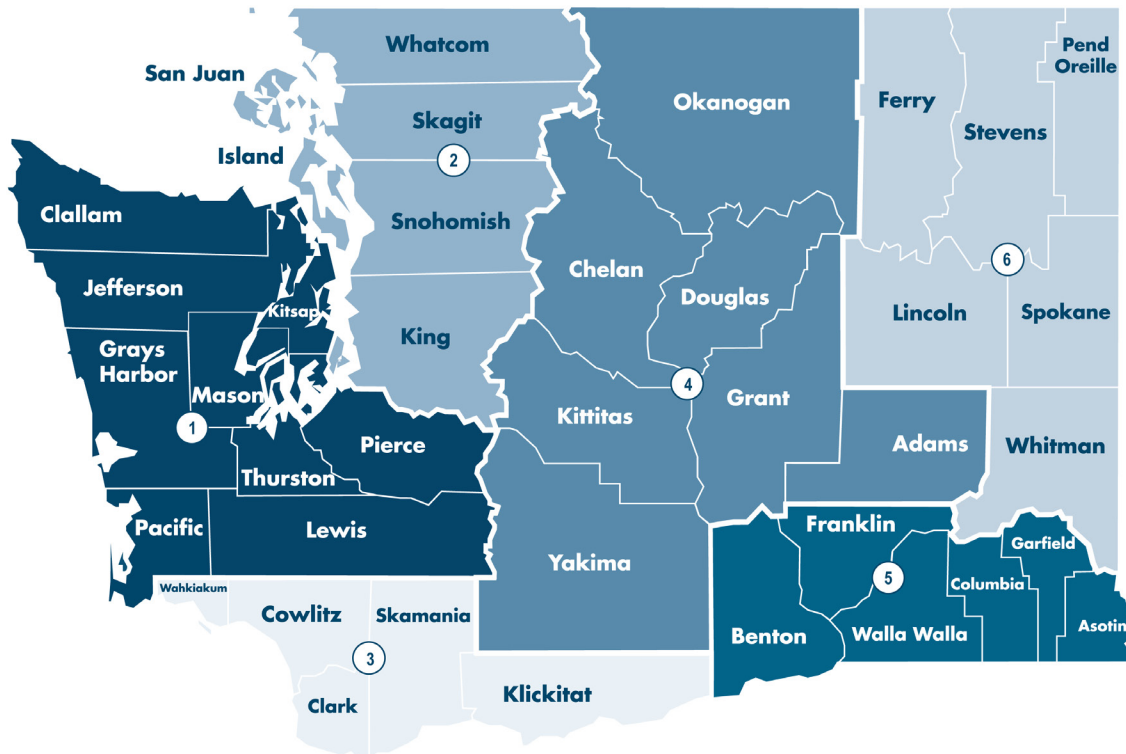 Whatcom
San Juan
Skagit
Island
2
Snohomish
King
Clallam
Jefferson
Kitsap
Grays
Harbor
Mason
1
Pierce
Thurston
Pacific
Lewis
Wahkiakum
Cowlitz
Skamania
3
Clark
Klickitat
Okanogan
Chelan
Douglas
4
Kittitas
Grant
Adams
Yakima
Pend
Oreille
Ferry
Stevens
6
Lincoln
Spokane
Whitman
Franklin
Garfield
5
Columbia
Benton
Walla Walla
Asotin